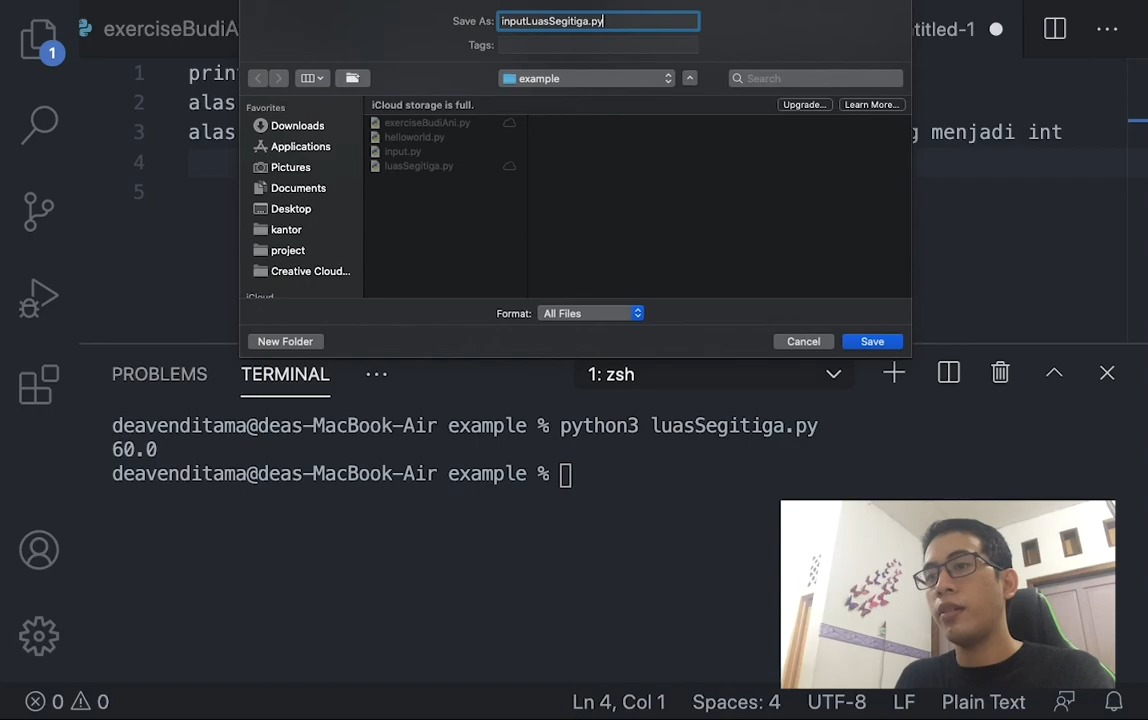 Save As: inputLuasSegitiga.py
Tags:
exerciseBudiA
ntitled-1
1
example
Search
1 prin
2 alas
3 alas g menjadi int
4
5
Favorites
Downloads
Applications
Pictures
Documents
Desktop
kantor
project
Creative Cloud...
iCloud
iCloud storage is full. Upgrade... Learn More...
exerciseBudiAni.py
helloworld.py
input.py
luasSegitiga.py
Format: All Files
New Folder Cancel Save
PROBLEMS TERMINAL ... 1: zsh
deavenditama@deas-MacBook-Air example % python3 luasSegitiga.py
60.0
deavenditama@deas-MacBook-Air example %
0 0 Ln 4, Col 1 Spaces: 4 UTF-8 LF Plain Text